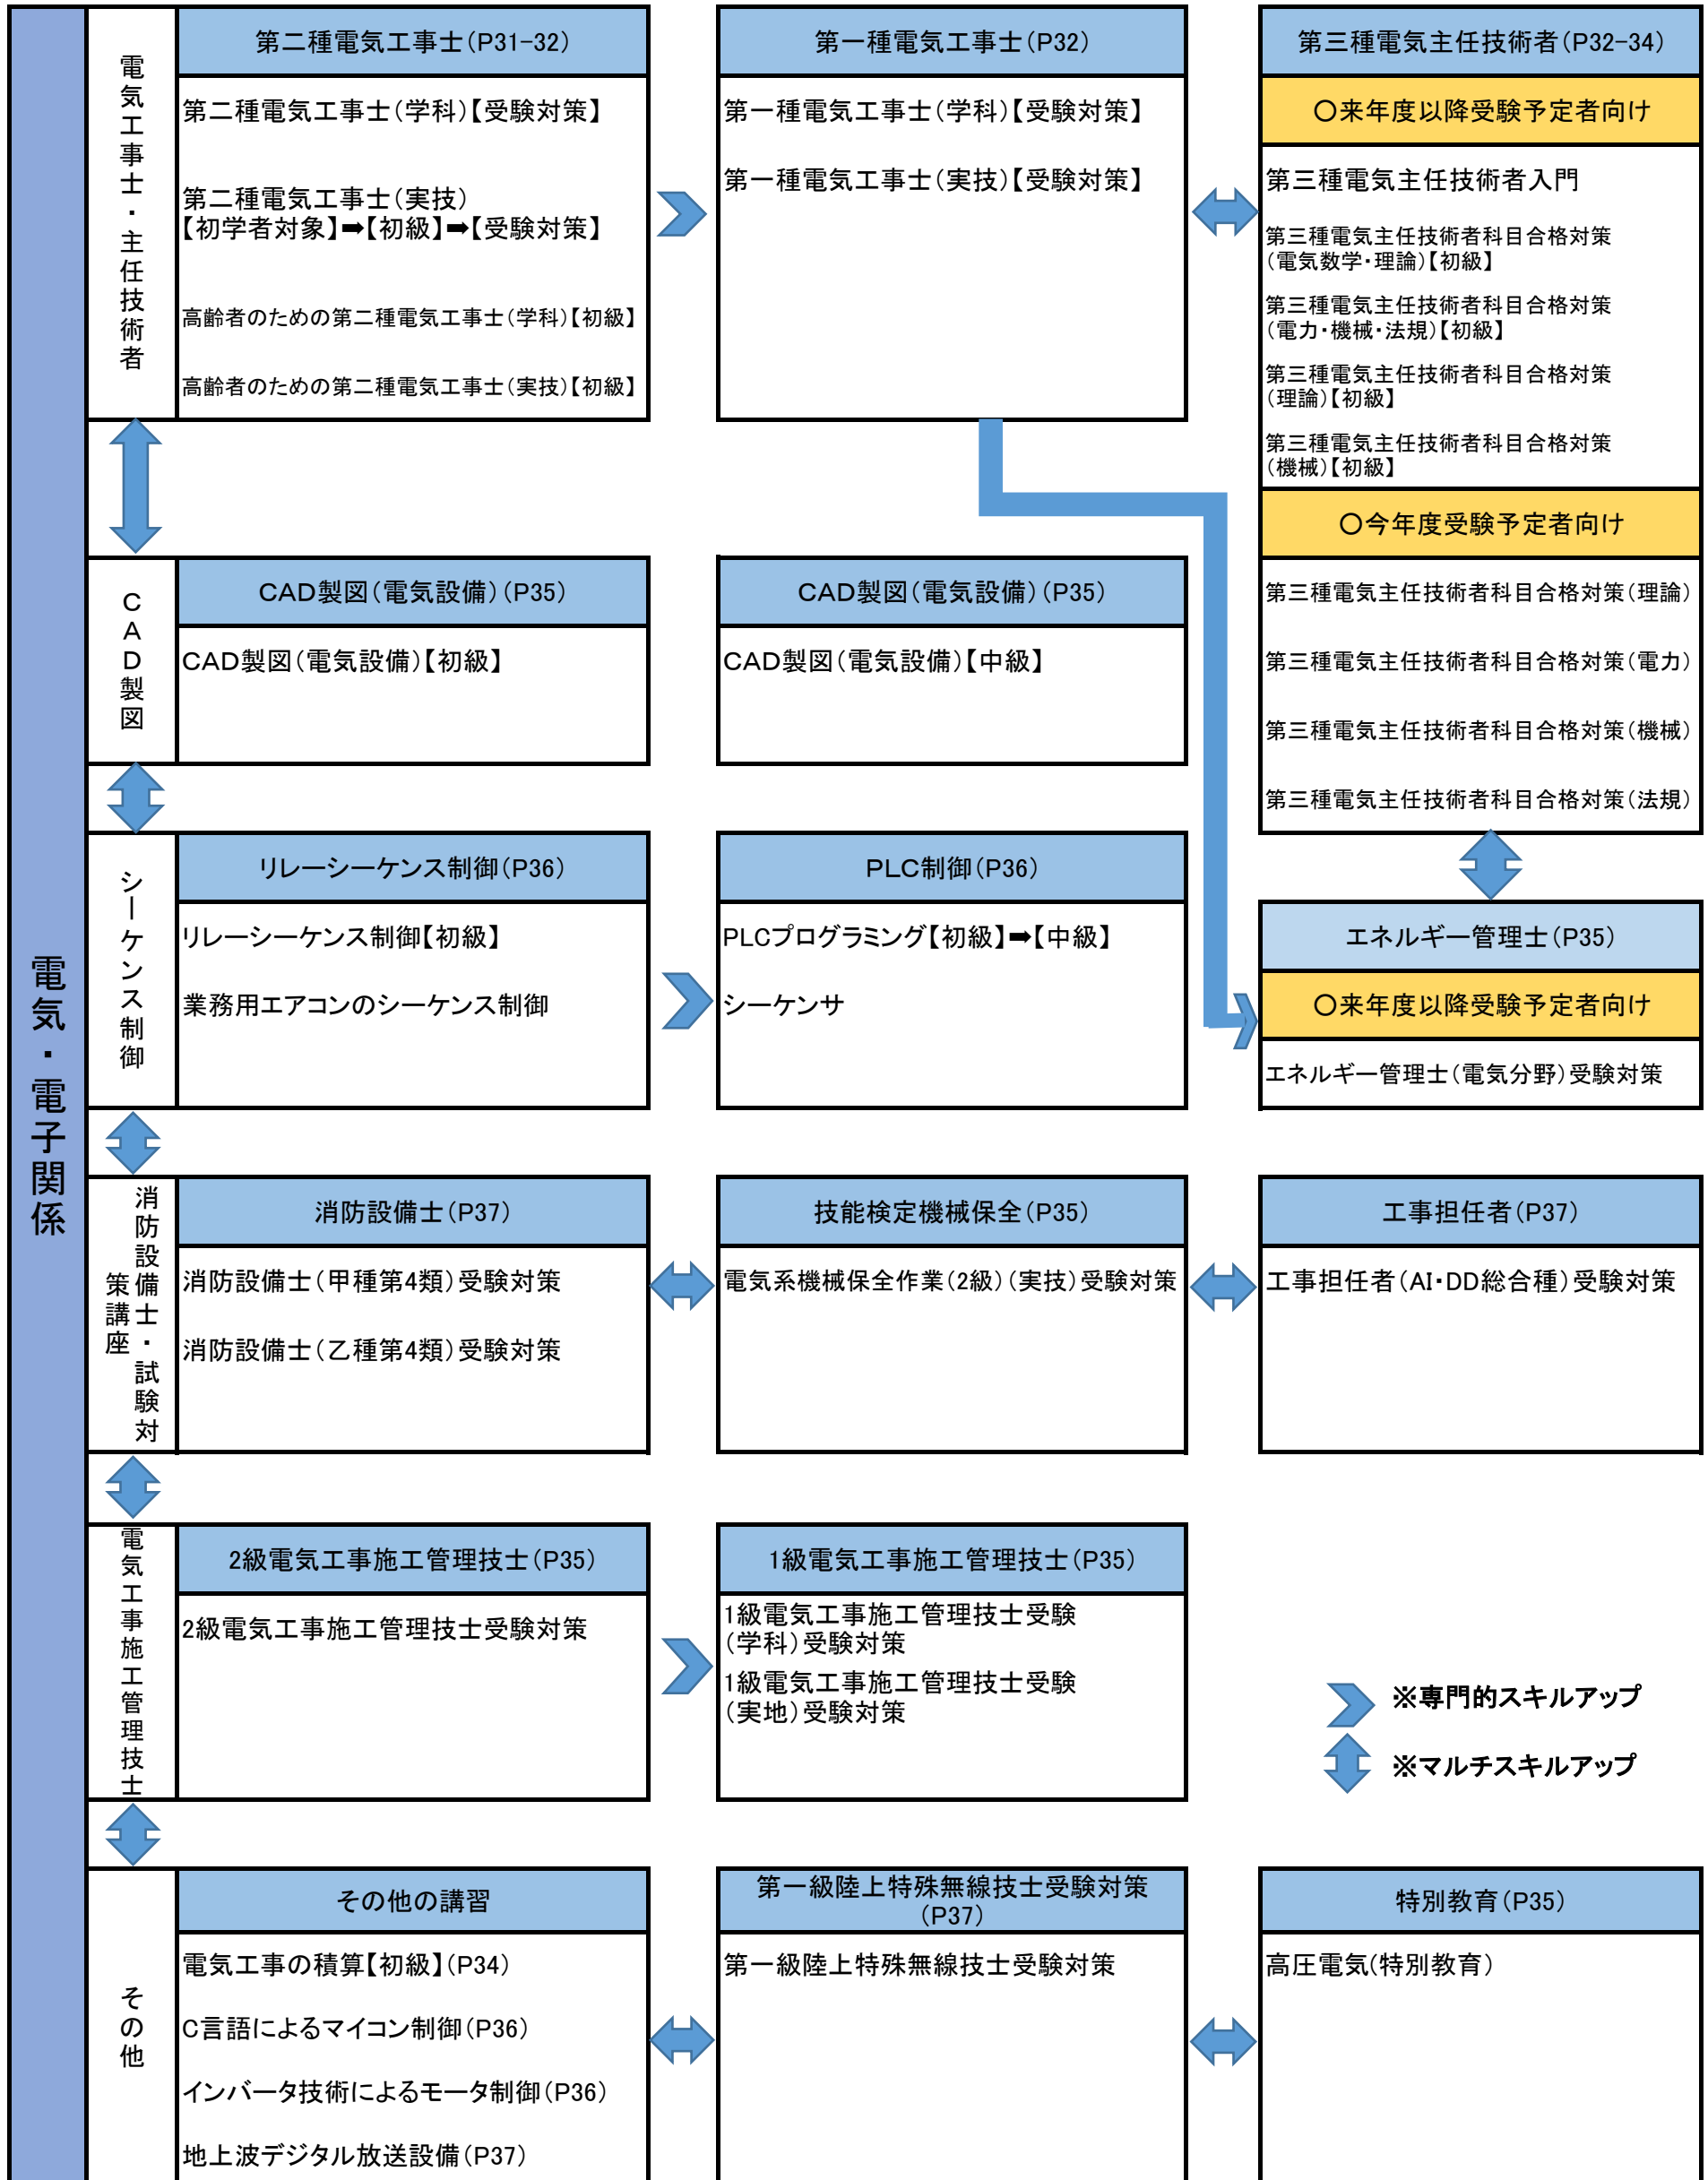 電気・電子関係
電気工事士・主任技術者
第二種電気工事士(P31-32)
第二種電気工事士(学科)【受験対策】
第二種電気工事士(実技)
【初学者対象】➡【初級】➡【受験対策】
高齢者のための第二種電気工事士(学科)【初級】
高齢者のための第二種電気工事士(実技)【初級】
第一種電気工事士(P32)
第一種電気工事士(学科)【受験対策】
第一種電気工事士(実技)【受験対策】
第三種電気主任技術者(P32-34)
○来年度以降受験予定者向け
第三種電気主任技術者入門
第三種電気主任技術者科目合格対策
(電気数学・理論)【初級】
第三種電気主任技術者科目合格対策
(電力・機械・法規)【初級】
第三種電気主任技術者科目合格対策
(理論)【初級】
第三種電気主任技術者科目合格対策
(機械)【初級】
○今年度受験予定者向け
第三種電気主任技術者科目合格対策(理論)
第三種電気主任技術者科目合格対策(電力)
第三種電気主任技術者科目合格対策(機械)
第三種電気主任技術者科目合格対策(法規)
CAD製図
CAD製図(電気設備)(P35)
CAD製図(電気設備)【初級】
CAD製図(電気設備)(P35)
CAD製図(電気設備)【中級】
シーケンス制御
リレーシーケンス制御(P36)
リレーシーケンス制御【初級】
業務用エアコンのシーケンス制御
PLC制御(P36)
PLCプログラミング【初級】➡【中級】
シーケンサ
エネルギー管理士(P35)
○来年度以降受験予定者向け
エネルギー管理士(電気分野)受験対策
消防設備士・試験対
策講座
消防設備士(P37)
消防設備士(甲種第4類)受験対策
消防設備士(乙種第4類)受験対策
技能検定機械保全(P35)
電気系機械保全作業(2級)(実技)受験対策
工事担任者(P37)
工事担任者(AI・DD総合種)受験対策
電気工事施工管理技士
2級電気工事施工管理技士(P35)
2級電気工事施工管理技士受験対策
1級電気工事施工管理技士(P35)
1級電気工事施工管理技士受験
(学科)受験対策
1級電気工事施工管理技士受験
(実地)受験対策
※専門的スキルアップ
※マルチスキルアップ
その他
その他の講習
電気工事の積算【初級】(P34)
C言語によるマイコン制御(P36)
インバータ技術によるモータ制御(P36)
地上波デジタル放送設備(P37)
第一級陸上特殊無線技士受験対策
(P37)
第一級陸上特殊無線技士受験対策
特別教育(P35)
高圧電気(特別教育)